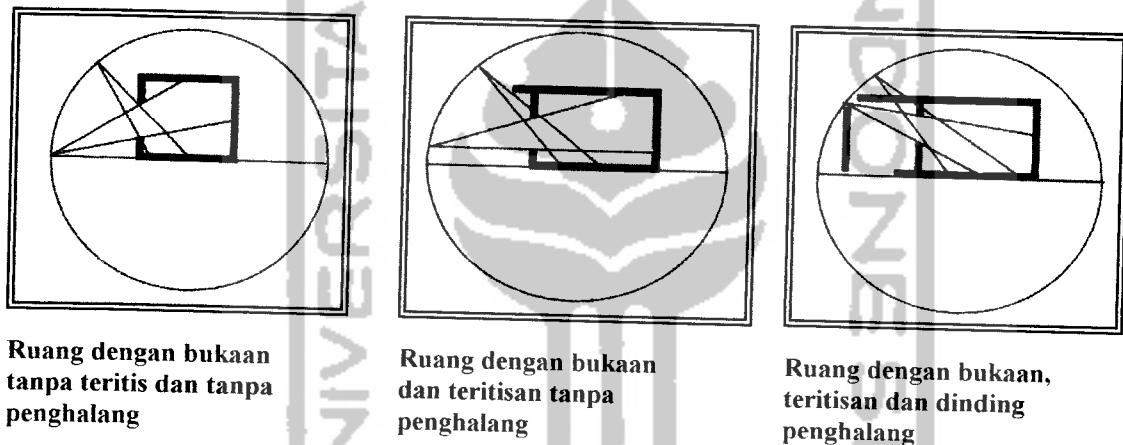 Ruang dengan bukaan
tanpa teritis dan tanpa
penghalang
Ruang dengan bukaan
dan teritisan tanpa
penghalang
Ruang dengan bukaan,
teritisan dan dinding
penghalang